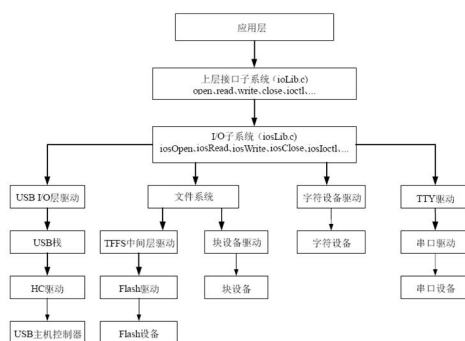 应用层
上层接口子系统（ioLib.c）
open、read、write、close、ioctl、...
I/O子系统（iosLib.c）
iosOpen、iosRead、iosWrite、iosClose、iosIoctl、...
USB I/O层驱动
文件系统
字符设备驱动
TTY驱动
USB栈
TFFS中间层驱动
块设备驱动
字符设备
串口驱动
HC驱动
Flash驱动
块设备
串口设备
USB主机控制器
Flash设备